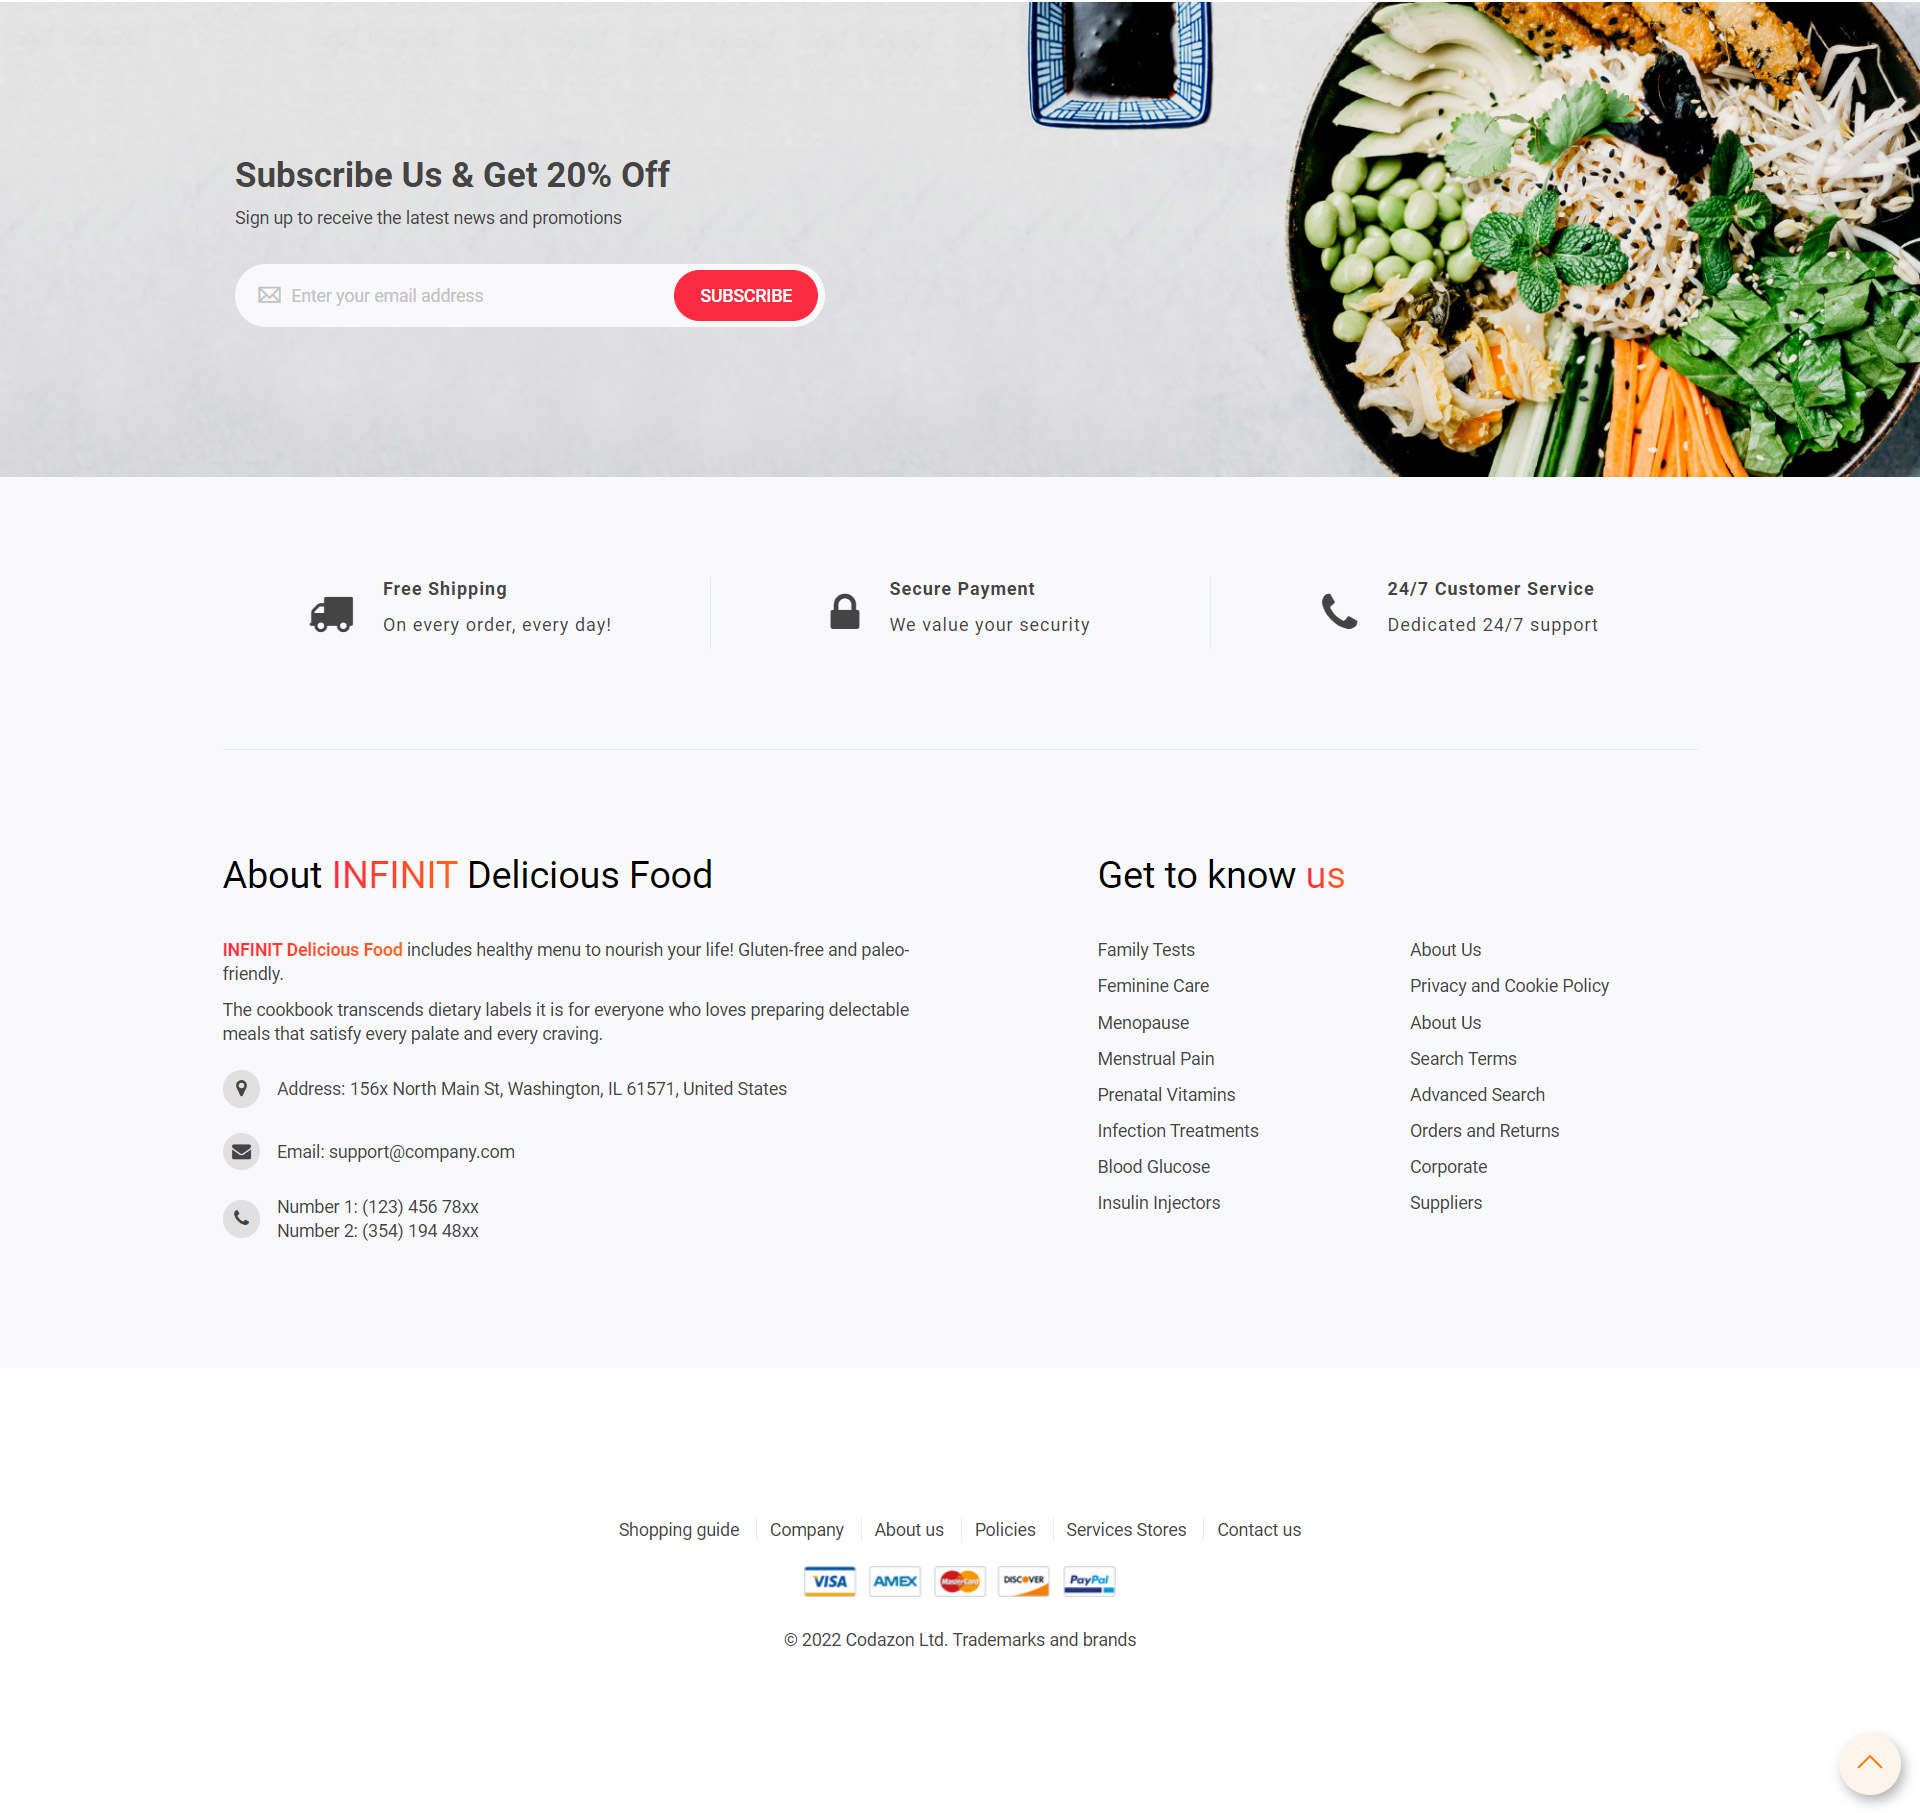 Subscribe Us & Get 20% Off
Sign up to receive the latest news and promotions
Enter your email address
SUBSCRIBE
Free Shipping
On every order, every day!
Secure Payment
We value your security
24/7 Customer Service
Dedicated 24/7 support
About INFINIT Delicious Food
INFINIT Delicious Food includes healthy menu to nourish your life! Gluten-free and paleo-
friendly.
The cookbook transcends dietary labels it is for everyone who loves preparing delectable
meals that satisfy every palate and every craving.
Address: 156x North Main St, Washington, IL 61571, United States
Email: support@company.com
Number 1: (123) 456 78xx
Number 2: (354) 194 48xx
Get to know us
Family Tests
Feminine Care
Menopause
Menstrual Pain
Prenatal Vitamins
Infection Treatments
Blood Glucose
Insulin Injectors
About Us
Privacy and Cookie Policy
About Us
Search Terms
Advanced Search
Orders and Returns
Corporate
Suppliers
Shopping guide Company About us Policies Services Stores Contact us
VISA AMEX MasterCard DISCOVER PayPal
© 2022 Codazon Ltd. Trademarks and brands